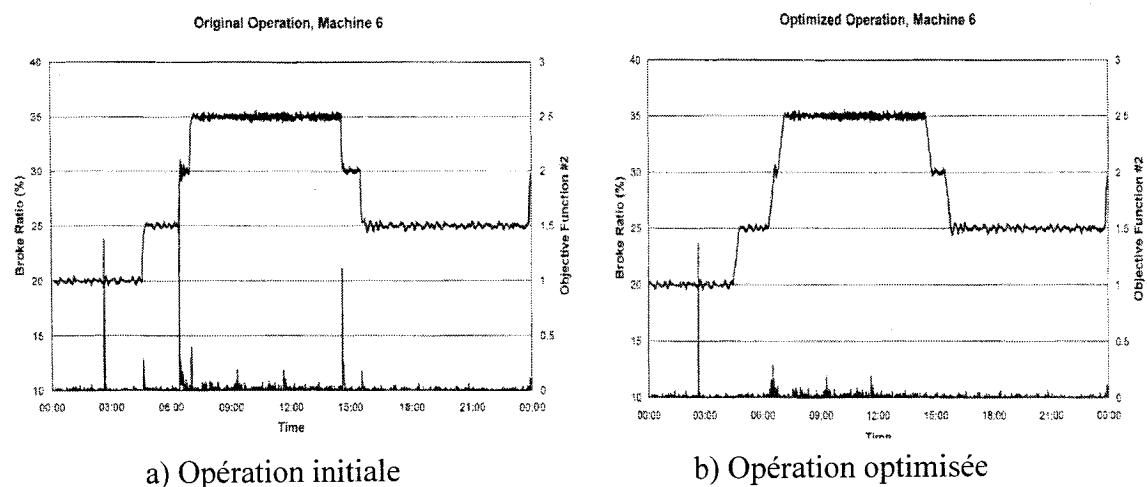 Original Operation, Machine 6
40
35
30
25
20
15
10
Broke Ratio (%)
3
2.5
2
1.5
1
0.5
0
Objective Function #2
00:00 03:00 06:00 09:00 12:00 15:00 18:00 21:00 00:00
Time
a) Opération initiale
Optimized Operation, Machine 6
40
35
30
25
20
15
10
Broke Ratio (%)
3
2.5
2
1.5
1
0.5
0
Objective Function #2
00:00 03:00 06:00 09:00 12:00 15:00 18:00 21:00 00:00
Time
b) Opération optimisée